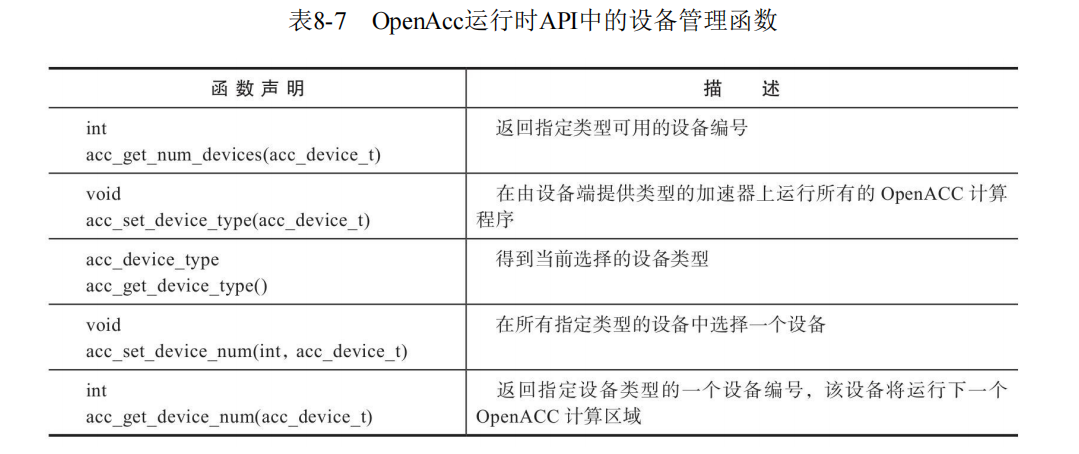 表8-7 OpenAcc运行时API中的设备管理函数
函数声明 描 述
int
acc_get_num_devices(acc_device_t)
返回指定类型可用的设备编号
void
acc_set_device_type(acc_device_t)
在由设备端提供类型的加速器上运行所有的 OpenACC 计算
程序
acc_device_type
acc_get_device_type()
得到当前选择的设备类型
void
acc_set_device_num(int, acc_device_t)
在所有指定类型的设备中选择一个设备
int
acc_get_device_num(acc_device_t)
返回指定设备类型的一个设备编号，该设备将运行下一个
OpenACC 计算区域